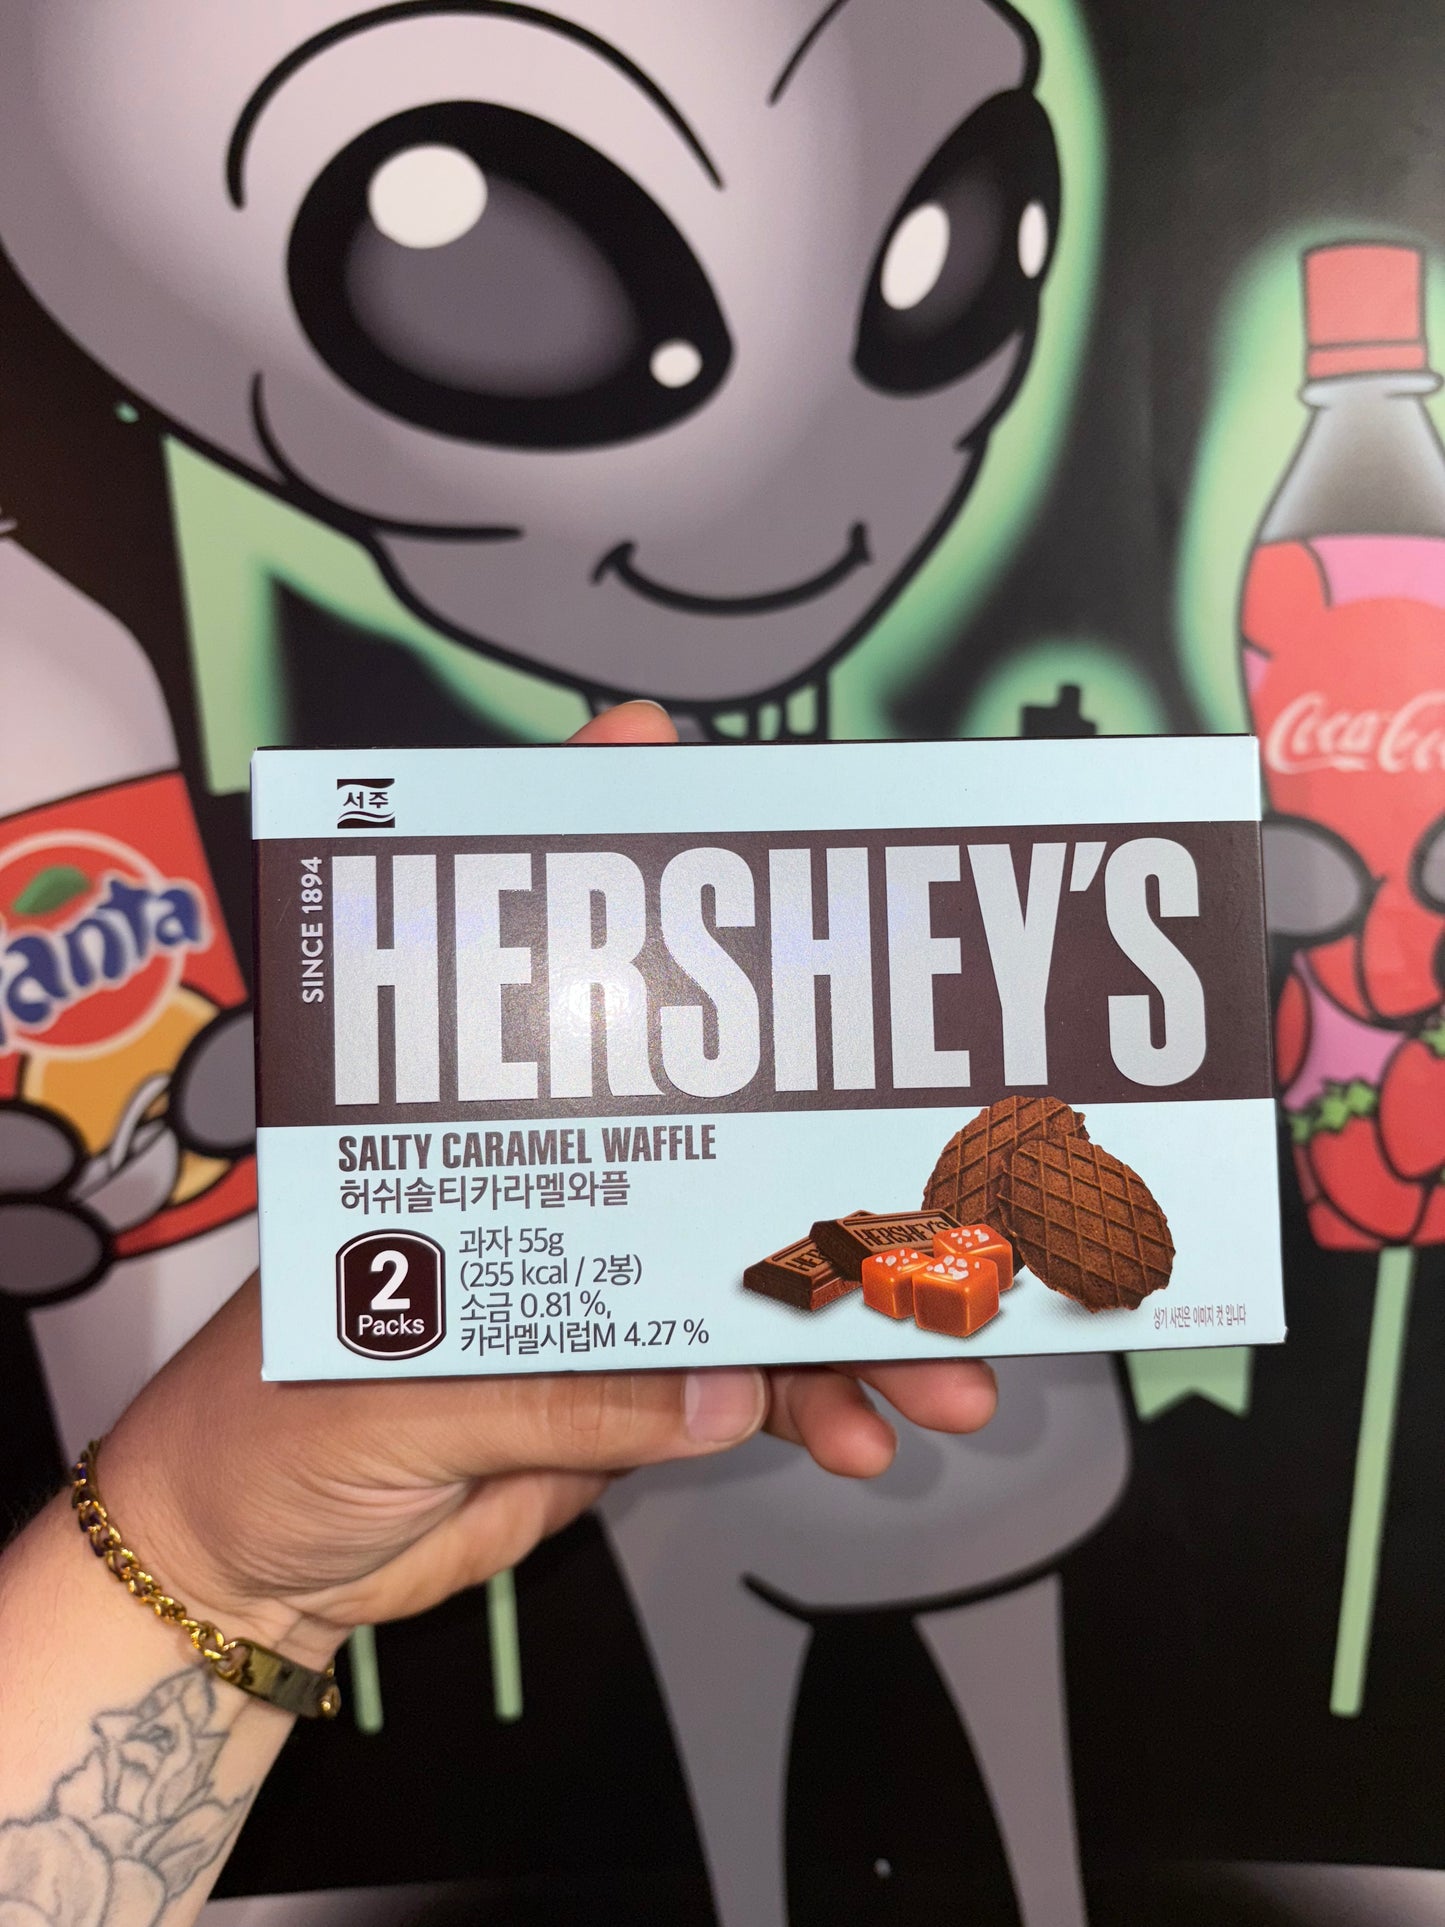 서주
SINCE 1894
HERSHEY'S
SALTY CARAMEL WAFFLE
허쉬솔티카라멜와플
2
Packs
과자 55g
(255 kcal / 2봉)
소금 0.81 %,
카라멜시럽M 4.27 %
HERSHEY'S
상기 사진은 이미지 컷 입니다
Fanta
Coca-Cola